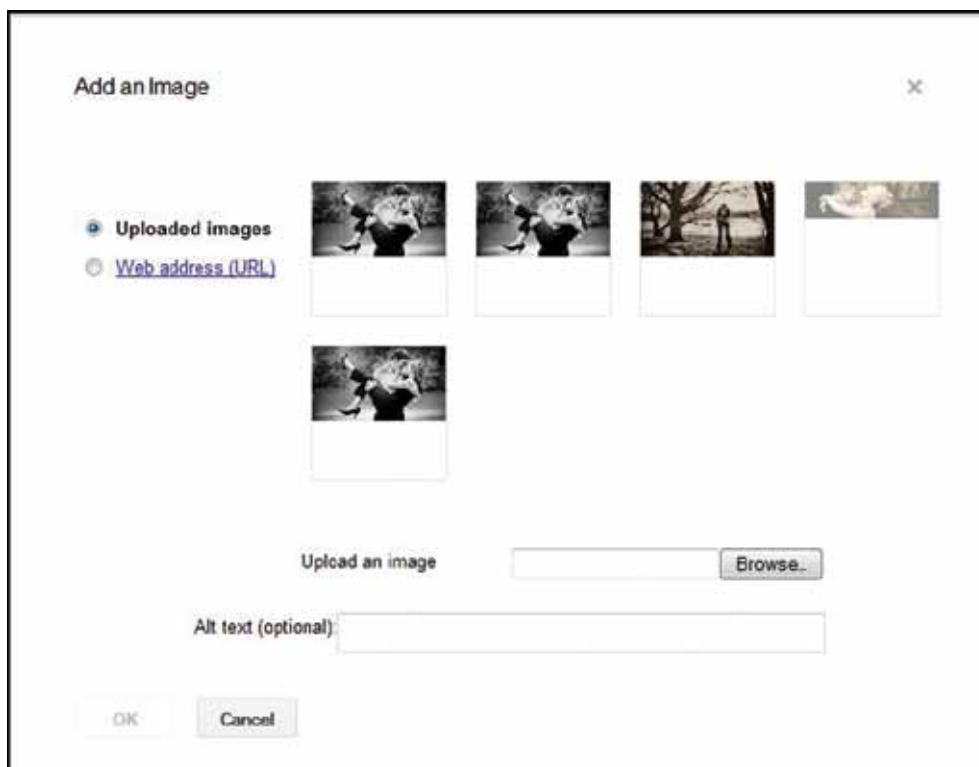 Add an Image
×
Uploaded images
Web address (URL)
Upload an image
Browse..
Alt text (optional):
OK
Cancel